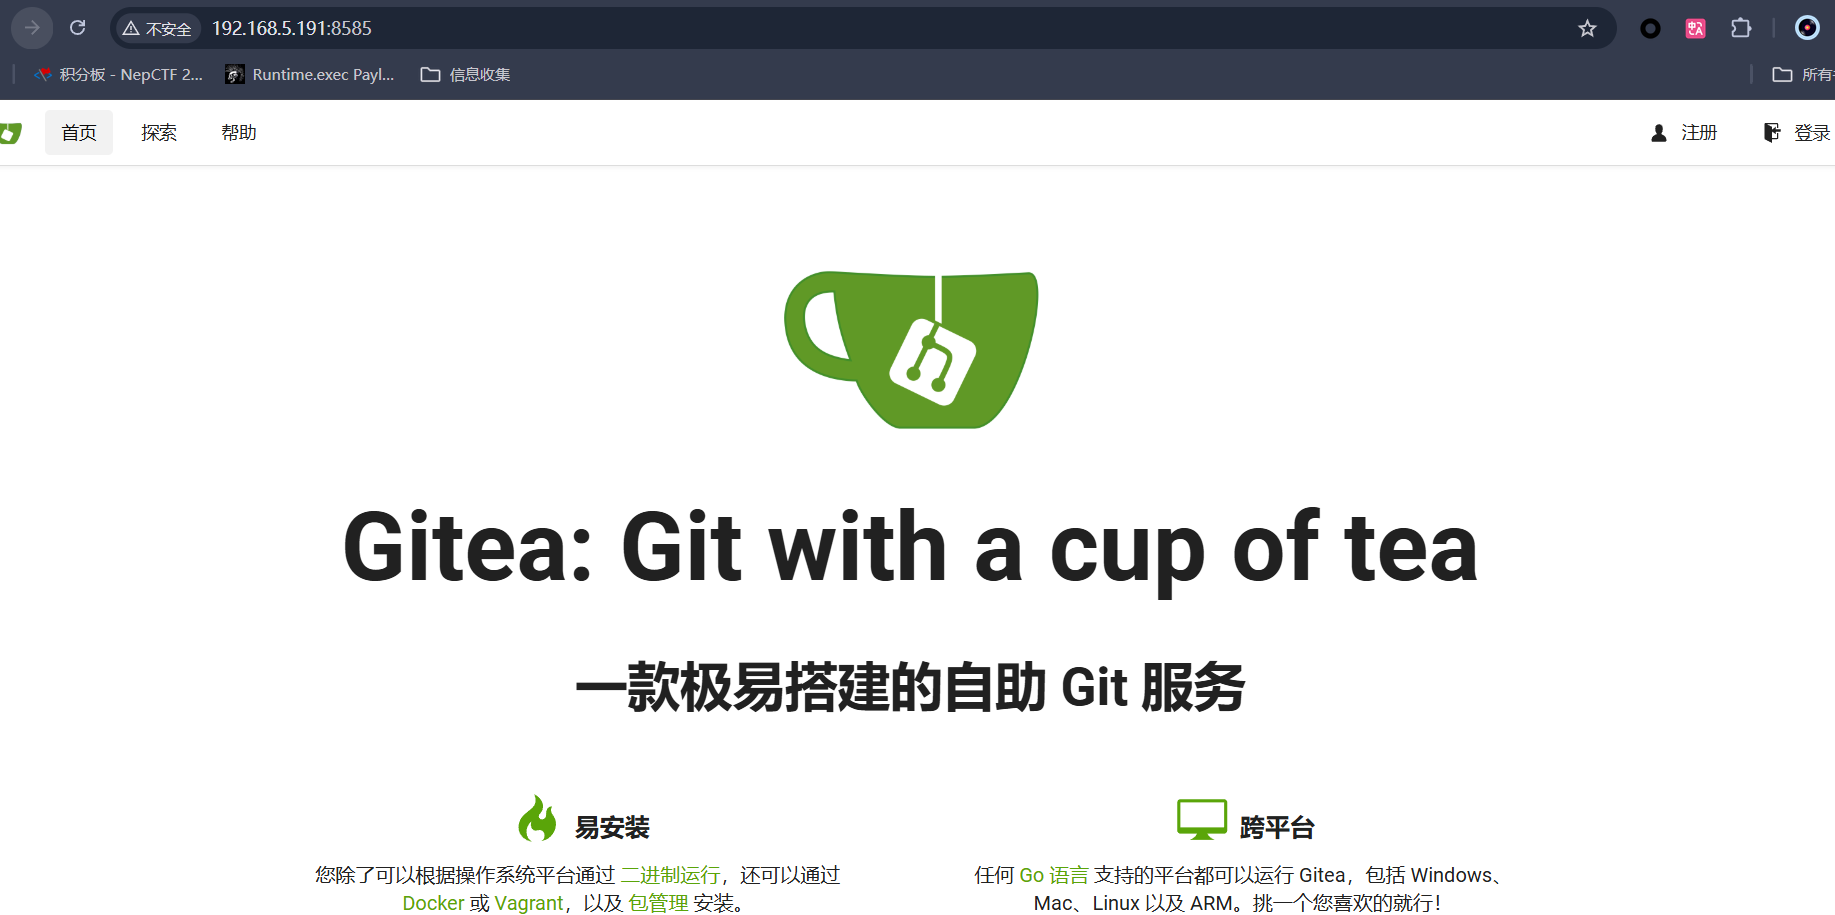 不安全 192.168.5.191:8585
积分板 - NepCTF 2... Runtime.exec Payl... 信息收集 所有
首页 探索 帮助 注册 登录
Gitea: Git with a cup of tea
一款极易搭建的自助 Git 服务
易安装
您除了可以根据操作系统平台通过 二进制运行，还可以通过
Docker 或 Vagrant，以及 包管理 安装。
跨平台
任何 Go 语言 支持的平台都可以运行 Gitea，包括 Windows、
Mac、Linux 以及 ARM。挑一个您喜欢的就行！